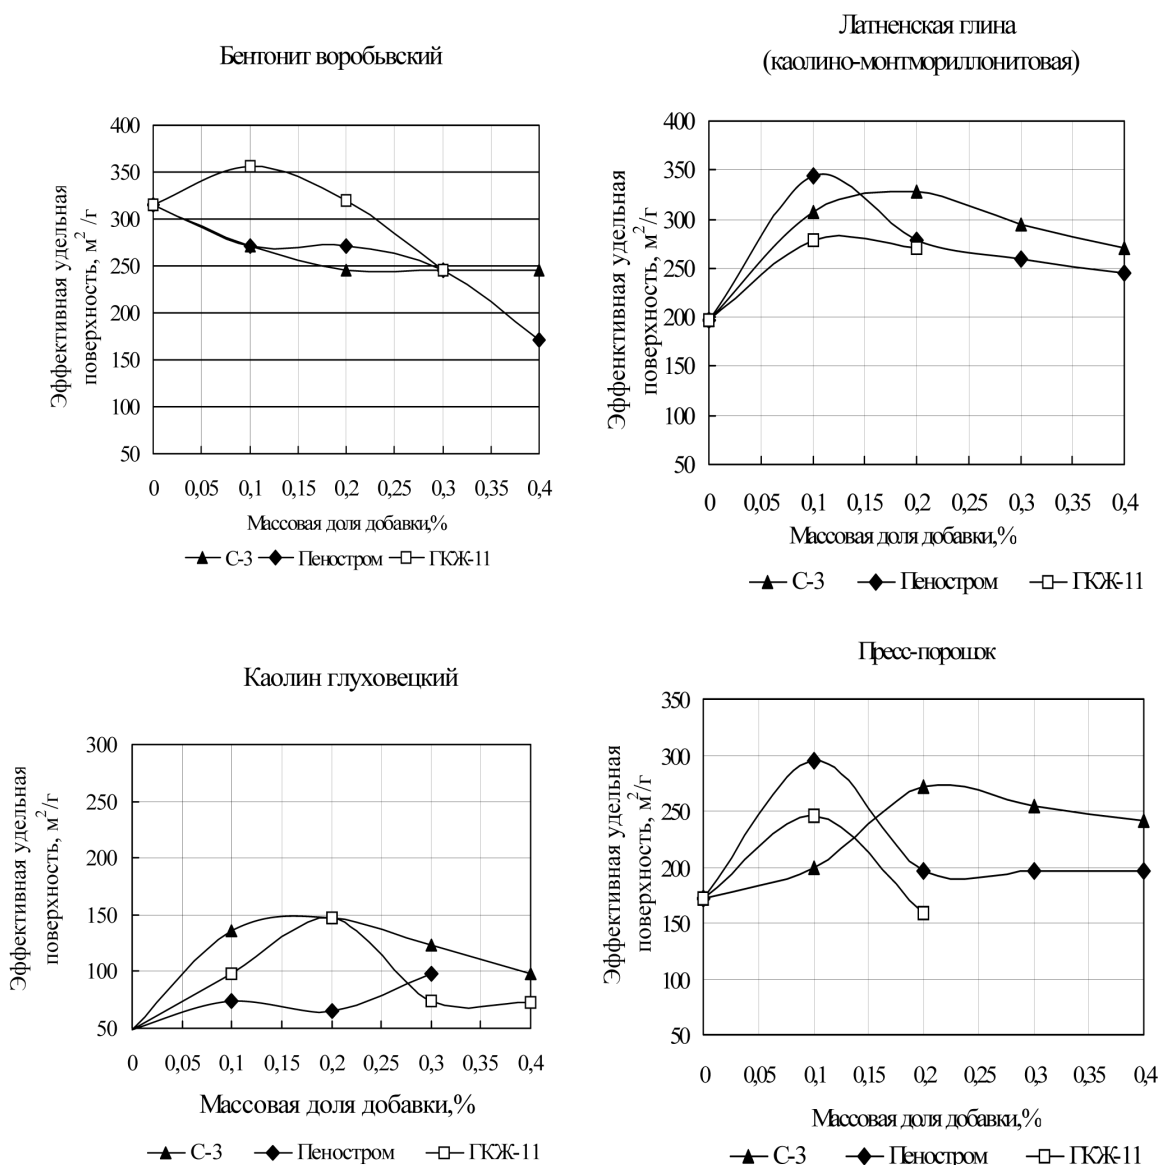 Бентонит воробьвский
400
350
300
250
200
150
100
50
Эффективная удельная
поверхность, м²/г
0 0,05 0,1 0,15 0,2 0,25 0,3 0,35 0,4
Массовая доля добавки,%
С-3 Пеностром ГКЖ-11
Латненская глина
(каолино-монтмориллонитовая)
400
350
300
250
200
150
100
50
Эффенктивная удельная
поверхность, м²/г
0 0,05 0,1 0,15 0,2 0,25 0,3 0,35 0,4
Массовая доля добавки,%
С-3 Пеностром ГКЖ-11
Каолин глуховецкий
300
250
200
150
100
50
Эффективная удельная
поверхность, м²/г
0 0,05 0,1 0,15 0,2 0,25 0,3 0,35 0,4
Массовая доля добавки,%
С-3 Пеностром ГКЖ-11
Пресс-порошок
350
300
250
200
150
100
50
Эффективная удельная
поверхность, м²/г
0 0,05 0,1 0,15 0,2 0,25 0,3 0,35 0,4
Массовая доля добавки,%
С-3 Пеностром ГКЖ-11